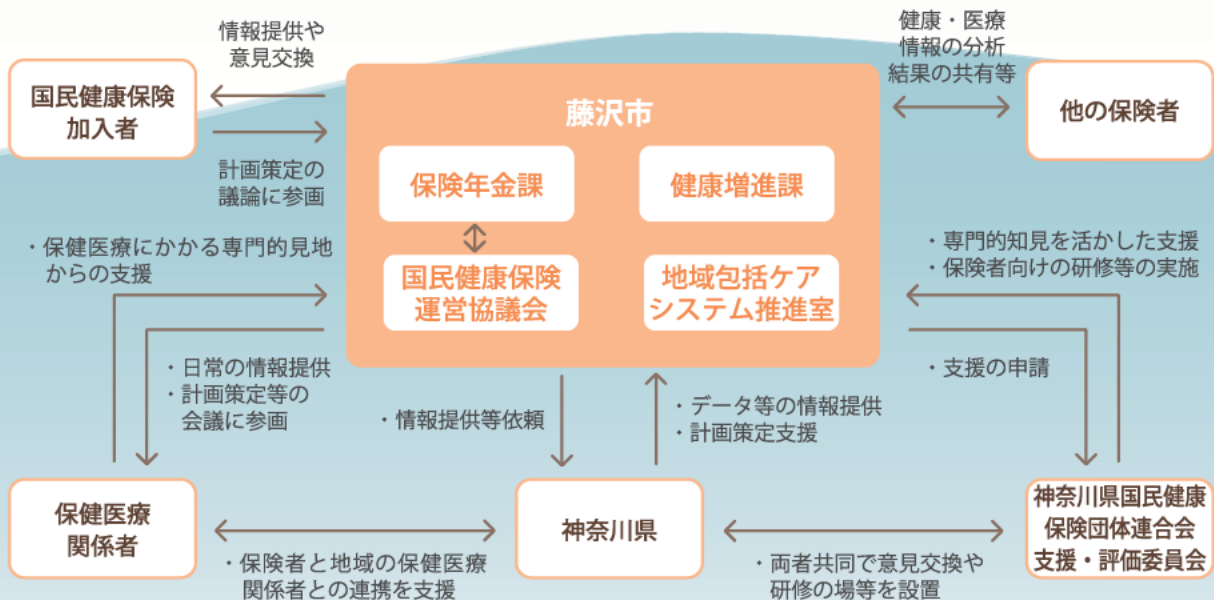 情報提供や
意見交換
国民健康保険
加入者
計画策定の
議論に参画
藤沢市
保険年金課
健康増進課
国民健康保険
運営協議会
地域包括ケア
システム推進室
健康・医療
情報の分析
結果の共有等
他の保険者
・保健医療にかかる専門的見地
からの支援
・日常の情報提供
・計画策定等の
会議に参画
・専門的知見を活かした支援
・保険者向けの研修等の実施
・支援の申請
・情報提供等依頼
・データ等の情報提供
・計画策定支援
保健医療
関係者
・保険者と地域の保健医療
関係者との連携を支援
神奈川県
・両者共同で意見交換や
研修の場等を設置
神奈川県国民健康
保険団体連合会
支援・評価委員会